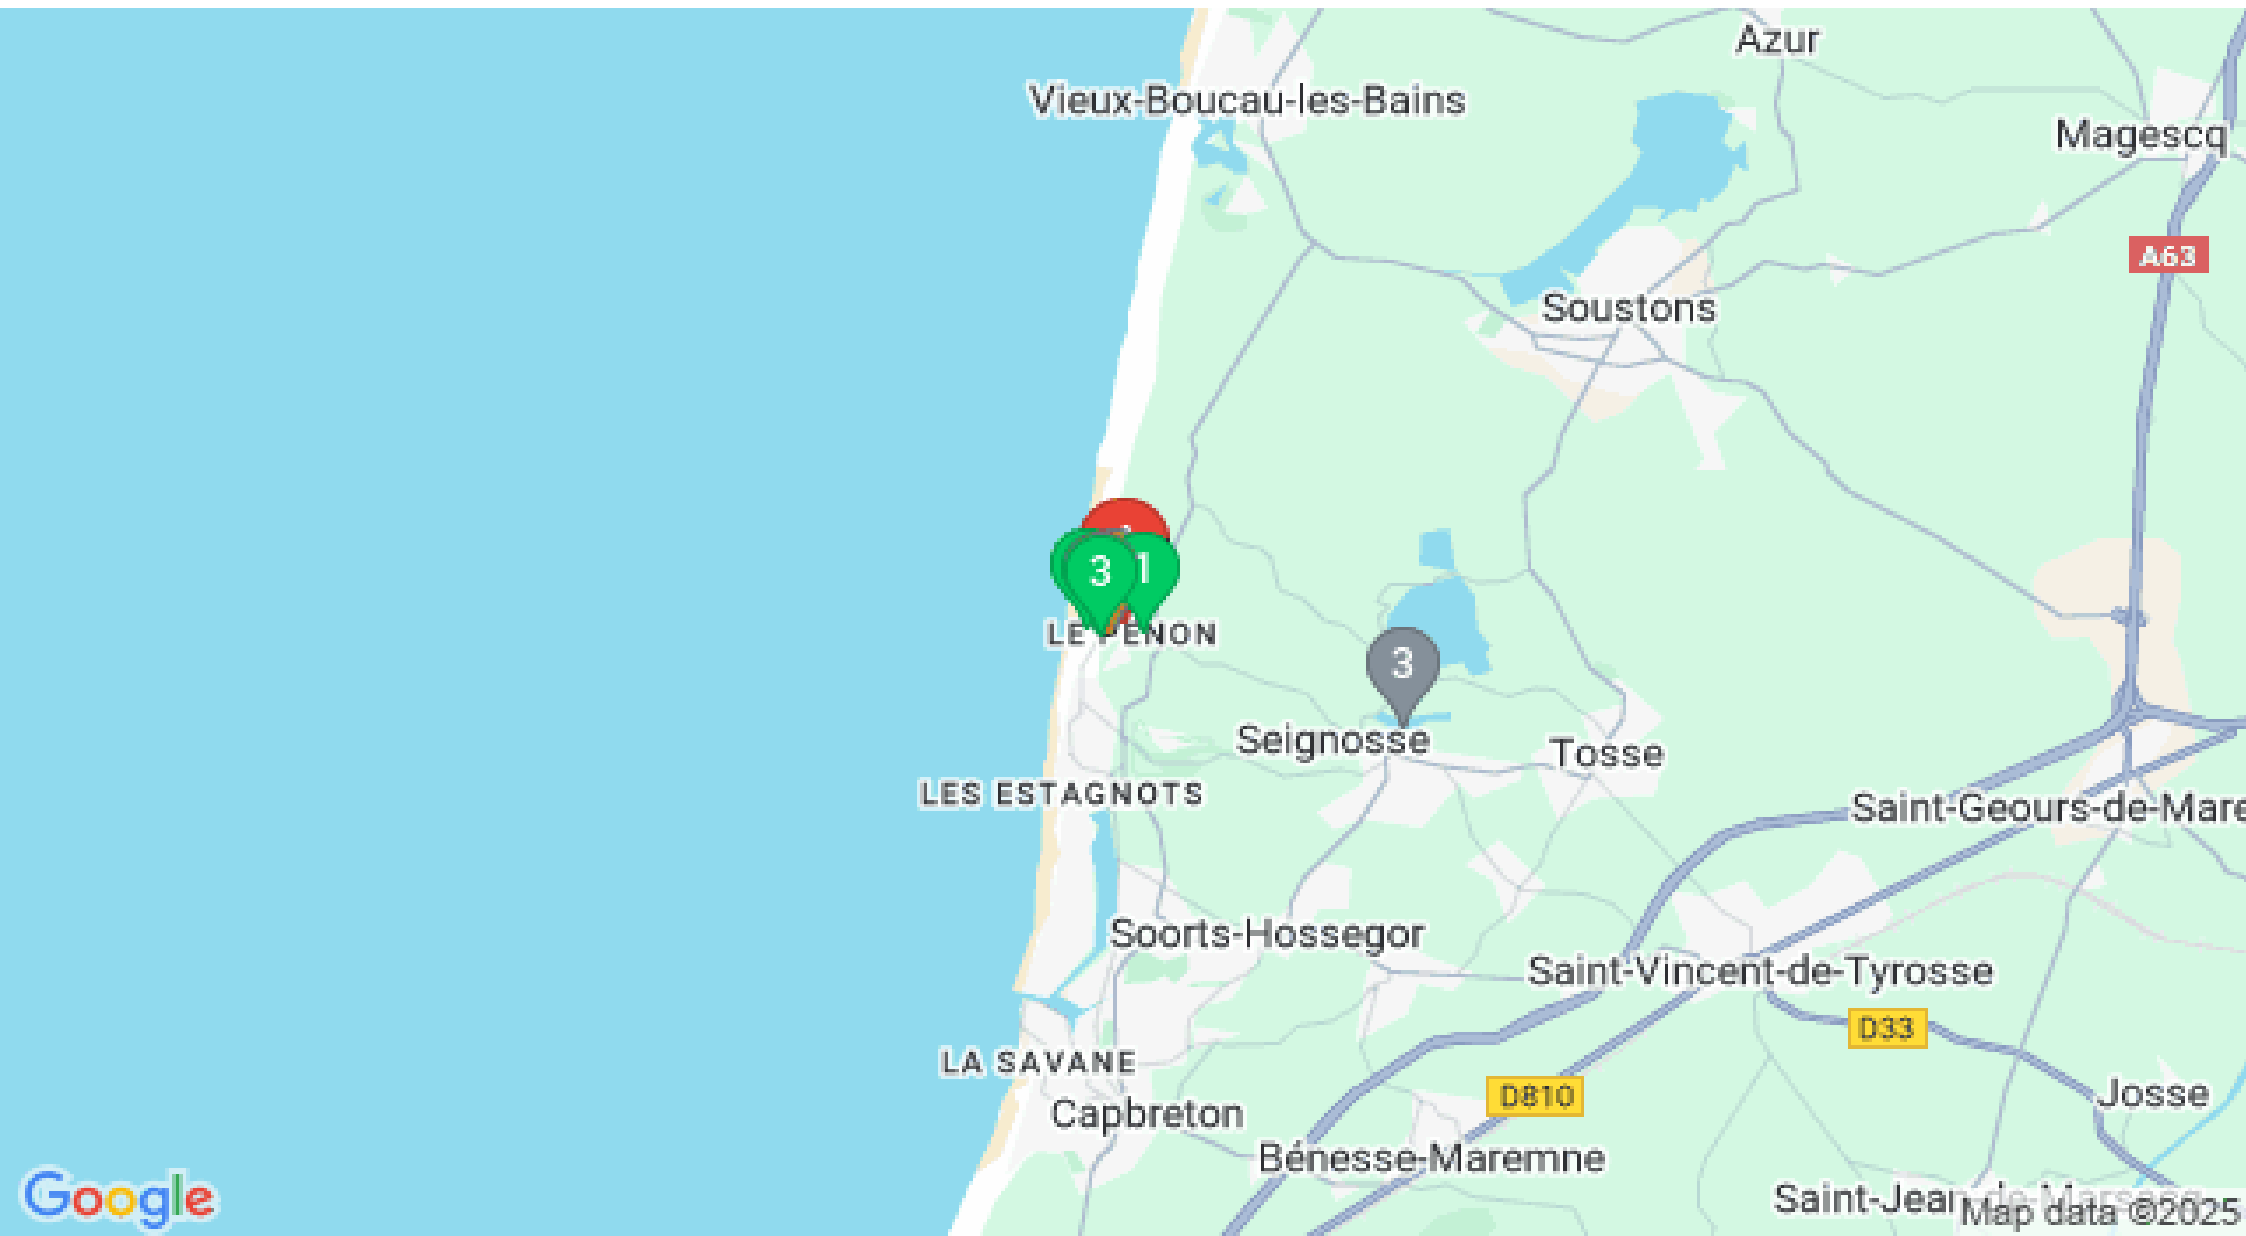 Azur
Vieux-Boucau-les-Bains
Magescq
A63
Soustons
3
1
LE PENON
3
Seignosse
Tosse
LES ESTAGNOTS
Saint-Geours-de-Mare
Soorts-Hossegor
Saint-Vincent-de-Tyrosse
D33
LA SAVANE
D810
Josse
Capbreton
Bénesse-Maremne
Google
Saint-Jean-de-Marsacq
Map data ©2025